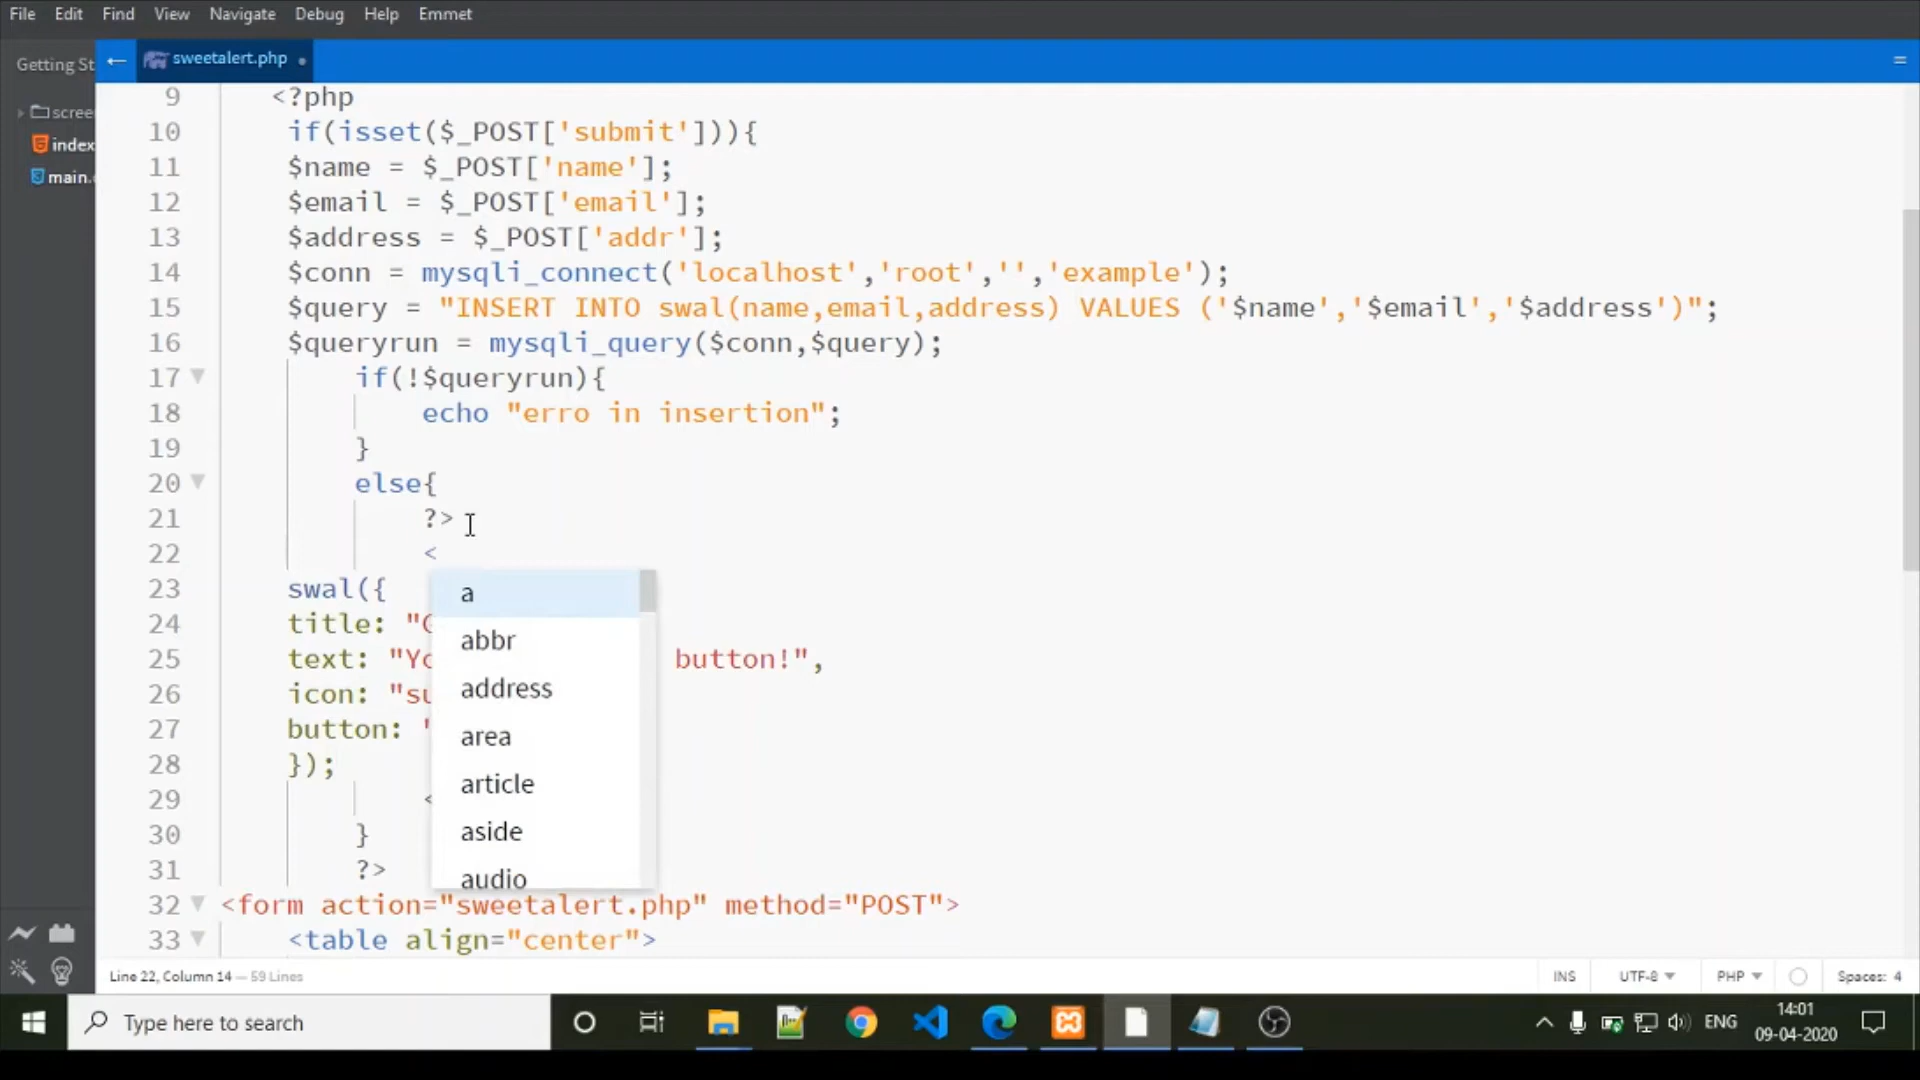 File Edit Find View Navigate Debug Help Emmet
Getting St
sweetalert.php
scree
index
main.
9 <?php
10 if(isset($_POST['submit'])){
11 $name = $_POST['name'];
12 $email = $_POST['email'];
13 $address = $_POST['addr'];
14 $conn = mysqli_connect('localhost','root','','example');
15 $query = "INSERT INTO swal(name,email,address) VALUES ('$name','$email','$address')";
16 $queryrun = mysqli_query($conn,$query);
17 if(!$queryrun){
18 echo "erro in insertion";
19 }
20 else{
21 ?>
22 <
23 swal({
24 title: "
25 text: "Yo button!",
26 icon: "su
27 button: "
28 });
29 <
30 }
31 ?>
32 <form action="sweetalert.php" method="POST">
33 <table align="center">
a
abbr
address
area
article
aside
audio
Line 22, Column 14 — 59 Lines
INS UTF-8 PHP Spaces: 4
Type here to search
ENG
14:01
09-04-2020